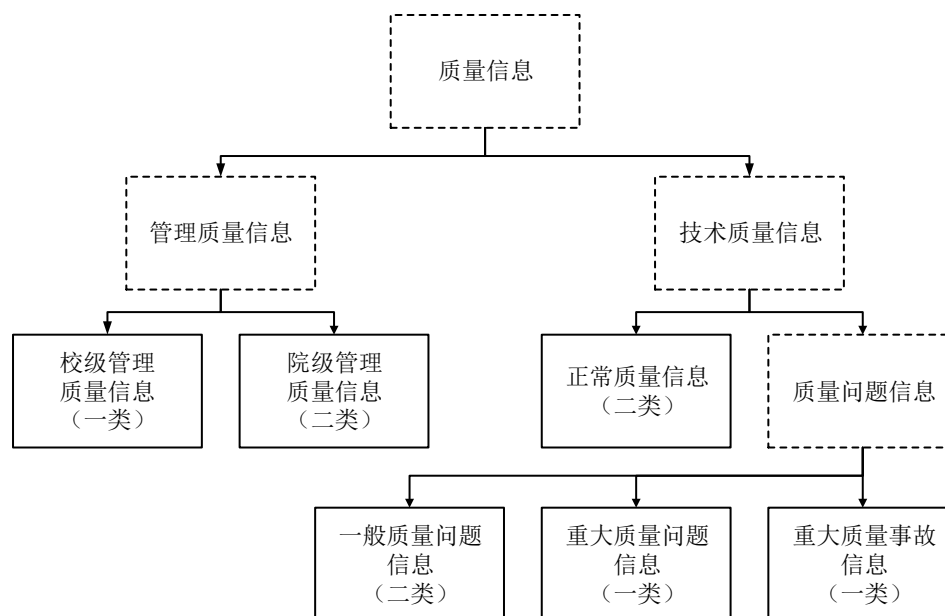 质量信息
管理质量信息
技术质量信息
校级管理
质量信息
（一类）
院级管理
质量信息
（二类）
正常质量信息
（二类）
质量问题信息
一般质量问题
信息
（二类）
重大质量问题
信息
（一类）
重大质量事故
信息
（一类）